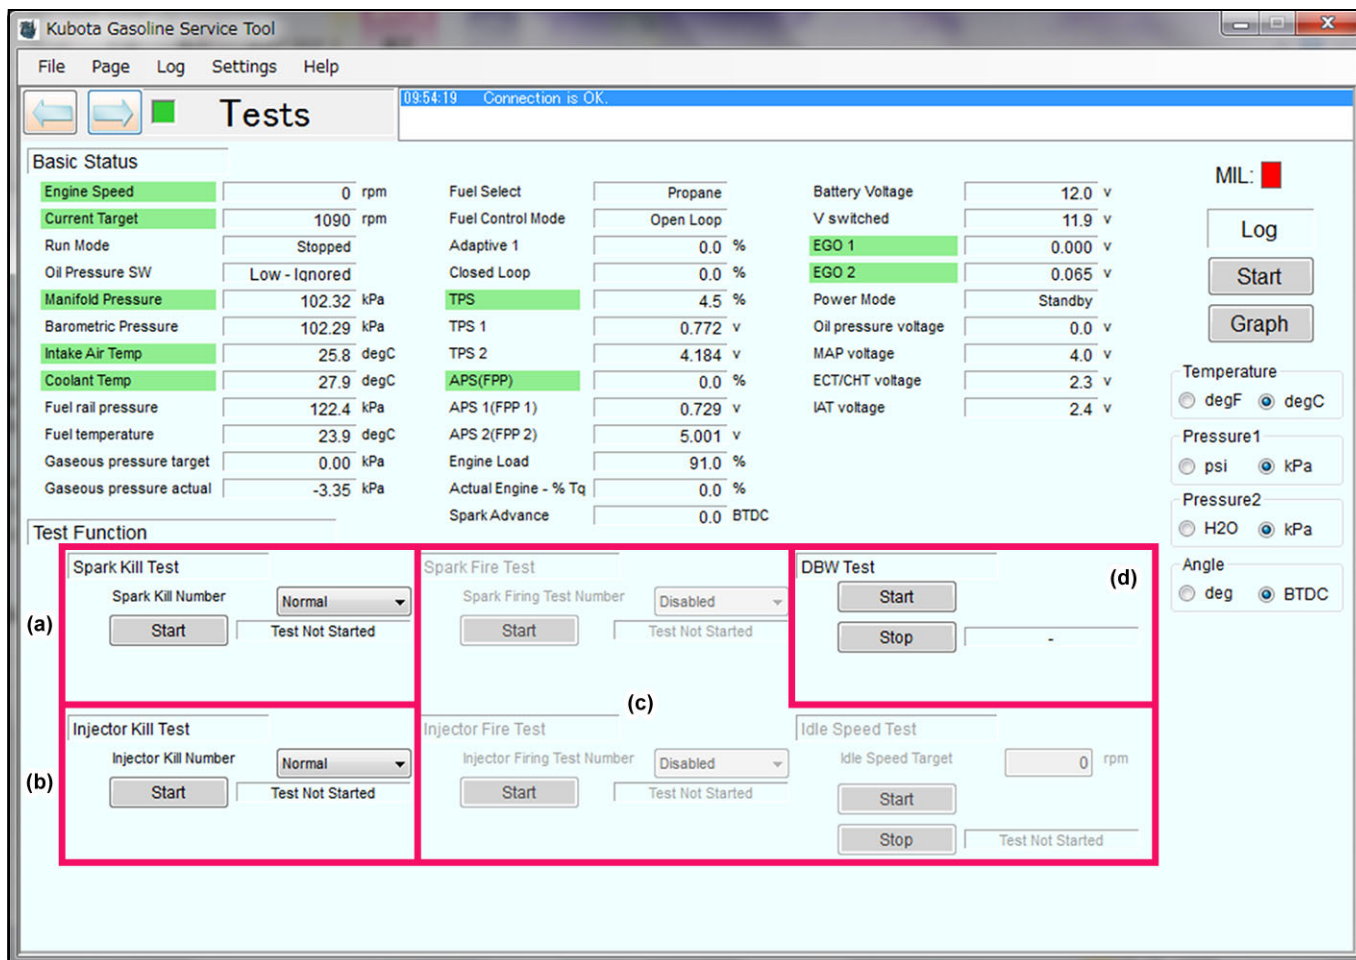 Kubota Gasoline Service Tool
File Page Log Settings Help
Tests
09:54:19 Connection is OK.
Basic Status
Engine Speed 0 rpm
Current Target 1090 rpm
Run Mode Stopped
Oil Pressure SW Low - Ignored
Manifold Pressure 102.32 kPa
Barometric Pressure 102.29 kPa
Intake Air Temp 25.8 degC
Coolant Temp 27.9 degC
Fuel rail pressure 122.4 kPa
Fuel temperature 23.9 degC
Gaseous pressure target 0.00 kPa
Gaseous pressure actual -3.35 kPa
Fuel Select Propane
Fuel Control Mode Open Loop
Adaptive 1 0.0 %
Closed Loop 0.0 %
TPS 4.5 %
TPS 1 0.772 v
TPS 2 4.184 v
APS(FPP) 0.0 %
APS 1(FPP 1) 0.729 v
APS 2(FPP 2) 5.001 v
Engine Load 91.0 %
Actual Engine - % Tq 0.0 %
Spark Advance 0.0 BTDC
Battery Voltage 12.0 v
V switched 11.9 v
EGO 1 0.000 v
EGO 2 0.065 v
Power Mode Standby
Oil pressure voltage 0.0 v
MAP voltage 4.0 v
ECT/CHT voltage 2.3 v
IAT voltage 2.4 v
MIL:
Log
Start
Graph
Temperature
degF degC
Pressure1
psi kPa
Pressure2
H2O kPa
Angle
deg BTDC
Test Function
(a)
Spark Kill Test
Spark Kill Number Normal
Start Test Not Started
Spark Fire Test
Spark Firing Test Number Disabled
Start Test Not Started
DBW Test
(d)
Start
Stop -
(b)
Injector Kill Test
Injector Kill Number Normal
Start Test Not Started
(c)
Injector Fire Test
Injector Firing Test Number Disabled
Start Test Not Started
Idle Speed Test
Idle Speed Target 0 rpm
Start
Stop Test Not Started